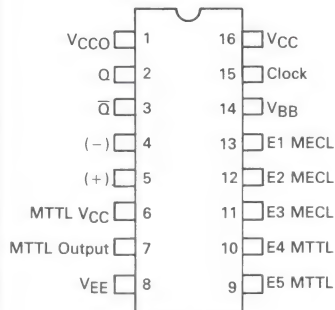 VCCO 1 16 VCC
Q 2 15 Clock
Q̅ 3 14 VBB
(−) 4 13 E1 MECL
(+) 5 12 E2 MECL
MTTL VCC 6 11 E3 MECL
MTTL Output 7 10 E4 MTTL
VEE 8 9 E5 MTTL